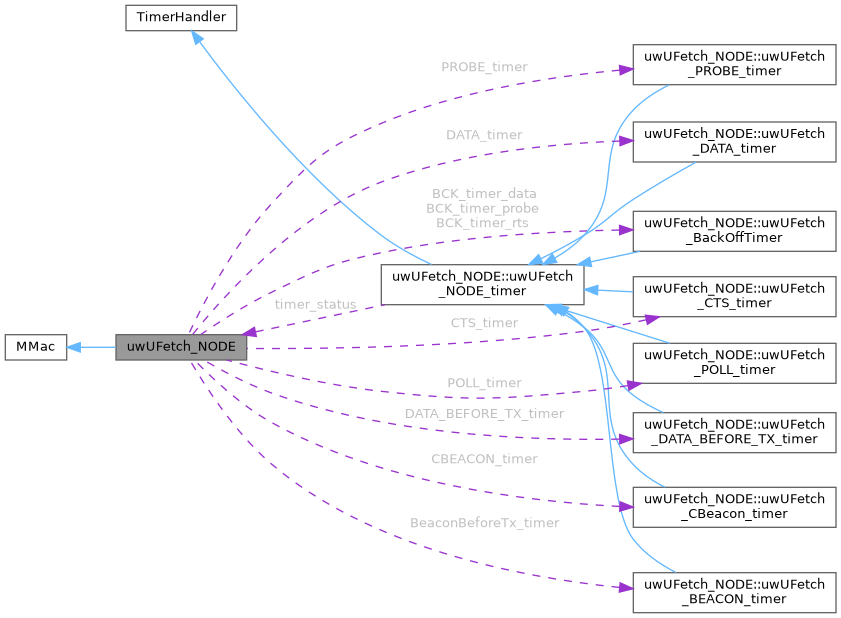 TimerHandler
PROBE_timer
uwUFetch_NODE::uwUFetch
_PROBE_timer
DATA_timer
uwUFetch_NODE::uwUFetch
_DATA_timer
BCK_timer_data
BCK_timer_probe
BCK_timer_rts
uwUFetch_NODE::uwUFetch
_BackOffTimer
uwUFetch_NODE::uwUFetch
_NODE_timer
uwUFetch_NODE::uwUFetch
_CTS_timer
timer_status
CTS_timer
MMac
uwUFetch_NODE
uwUFetch_NODE::uwUFetch
_POLL_timer
POLL_timer
DATA_BEFORE_TX_timer
uwUFetch_NODE::uwUFetch
_DATA_BEFORE_TX_timer
CBEACON_timer
uwUFetch_NODE::uwUFetch
_CBeacon_timer
BeaconBeforeTx_timer
uwUFetch_NODE::uwUFetch
_BEACON_timer